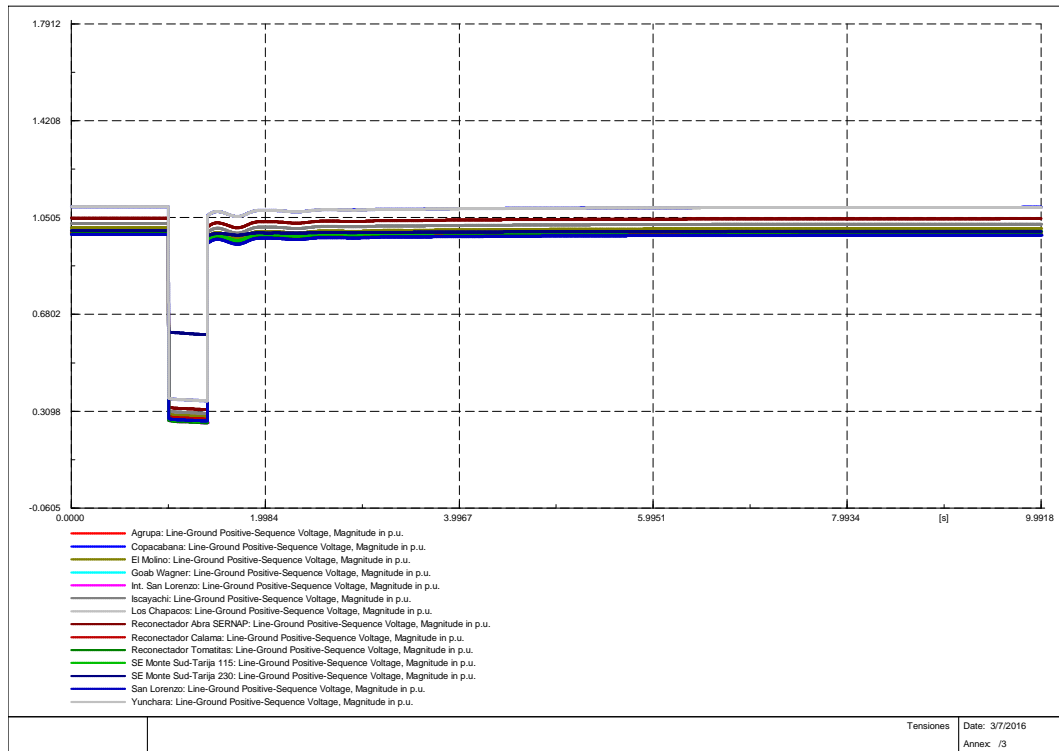 1.7912
1.4208
1.0505
0.6802
0.3098
-0.0605
0.0000 1.9984 3.9967 5.9951 7.9934 [s] 9.9918
Agrupa: Line-Ground Positive-Sequence Voltage, Magnitude in p.u.
Copacabana: Line-Ground Positive-Sequence Voltage, Magnitude in p.u.
El Molino: Line-Ground Positive-Sequence Voltage, Magnitude in p.u.
Goab Wagner: Line-Ground Positive-Sequence Voltage, Magnitude in p.u.
Int. San Lorenzo: Line-Ground Positive-Sequence Voltage, Magnitude in p.u.
Iscayachi: Line-Ground Positive-Sequence Voltage, Magnitude in p.u.
Los Chapacos: Line-Ground Positive-Sequence Voltage, Magnitude in p.u.
Reconectador Abra SERNAP: Line-Ground Positive-Sequence Voltage, Magnitude in p.u.
Reconectador Calama: Line-Ground Positive-Sequence Voltage, Magnitude in p.u.
Reconectador Tomatitas: Line-Ground Positive-Sequence Voltage, Magnitude in p.u.
SE Monte Sud-Tarija 115: Line-Ground Positive-Sequence Voltage, Magnitude in p.u.
SE Monte Sud-Tarija 230: Line-Ground Positive-Sequence Voltage, Magnitude in p.u.
San Lorenzo: Line-Ground Positive-Sequence Voltage, Magnitude in p.u.
Yunchara: Line-Ground Positive-Sequence Voltage, Magnitude in p.u.
Tensiones
Date: 3/7/2016
Annex: /3